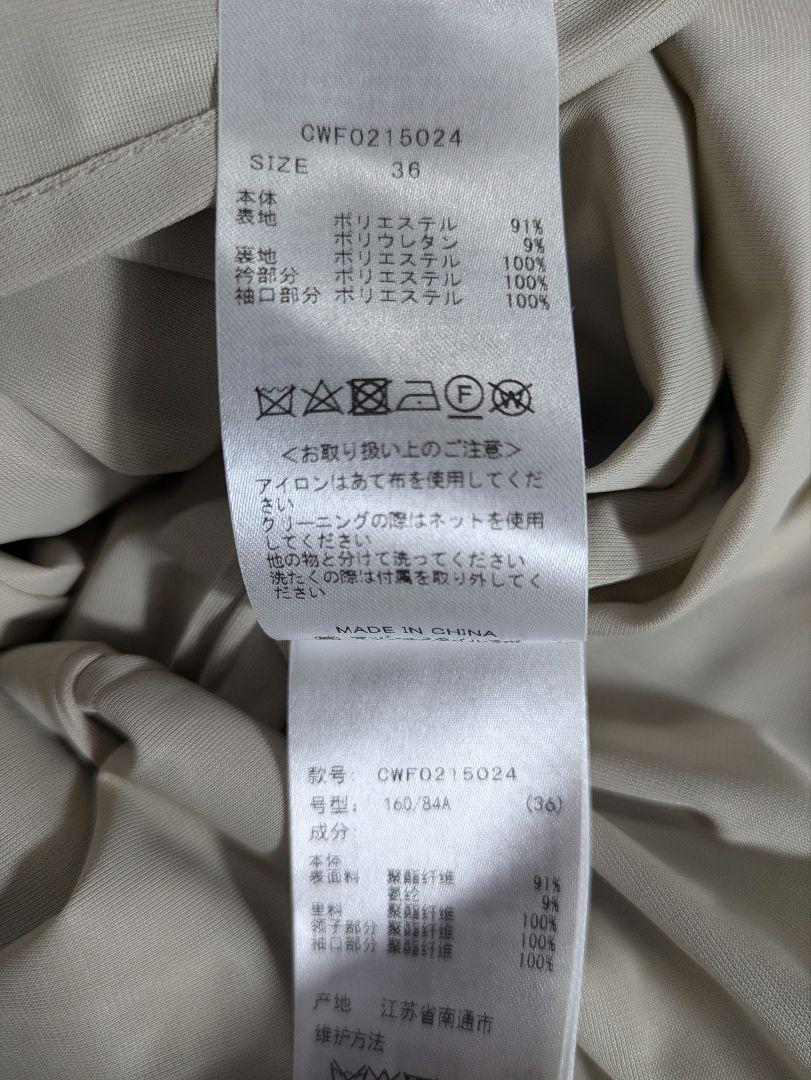 CWF0215024
SIZE 36
本体
表地 ポリエステル 91%
ポリウレタン 9%
裏地 ポリエステル 100%
衿部分 ポリエステル 100%
袖口部分 ポリエステル 100%
F W
＜お取り扱い上のご注意＞
アイロンはあて布を使用してくだ
さい
クリーニングの際はネットを使用
してください
他の物と分けて洗ってください
洗たくの際は付属を取り外してく
ださい
MADE IN CHINA
款号: CWF0215024
号型: 160/84A (36)
成分:
本体
表面料 聚酯纤维 91%
氨纶 9%
里料 聚酯纤维 100%
领子部分 聚酯纤维 100%
袖口部分 聚酯纤维 100%
产地 江苏省南通市
维护方法